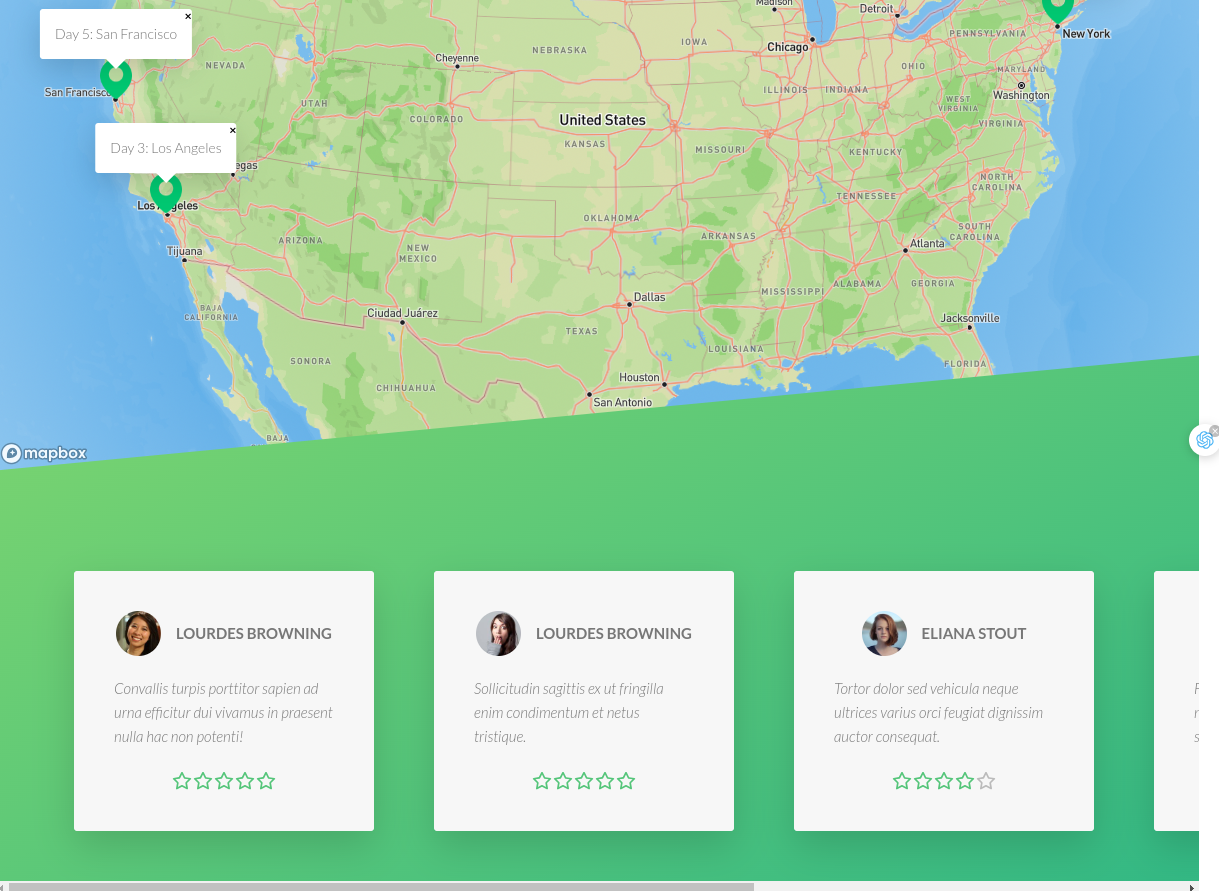 Madison
Detroit
Day 5: San Francisco
PENNSYLVANIA
New York
IOWA
Chicago
NEBRASKA
Cheyenne
NEVADA
OHIO
MARYLAND
San Francisco
ILLINOIS
INDIANA
Washington
UTAH
WEST
VIRGINIA
COLORADO
United States
VIRGINIA
KANSAS
Day 3: Los Angeles
MISSOURI
KENTUCKY
egas
NORTH
CAROLINA
TENNESSEE
Los Angeles
OKLAHOMA
SOUTH
CAROLINA
ARKANSAS
ARIZONA
Atlanta
NEW
MEXICO
Tijuana
ALABAMA
GEORGIA
MISSISSIPPI
Dallas
BAJA
CALIFORNIA
Ciudad Juárez
Jacksonville
TEXAS
LOUISIANA
SONORA
FLORIDA
Houston
CHIHUAHUA
San Antonio
BAJA
mapbox
LOURDES BROWNING
Convallis turpis porttitor sapien ad
urna efficitur dui vivamus in praesent
nulla hac non potenti!
LOURDES BROWNING
Sollicitudin sagittis ex ut fringilla
enim condimentum et netus
tristique.
ELIANA STOUT
Tortor dolor sed vehicula neque
ultrices varius orci feugiat dignissim
auctor consequat.